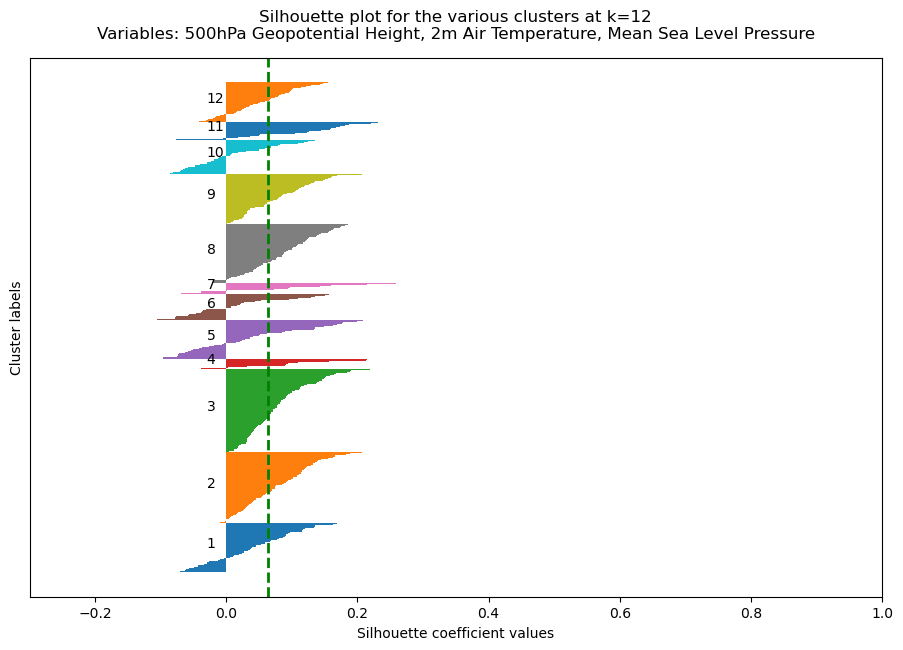 Silhouette plot for the various clusters at k=12
Variables: 500hPa Geopotential Height, 2m Air Temperature, Mean Sea Level Pressure
Cluster labels
12
11
10
9
8
7
6
5
4
3
2
1
−0.2 0.0 0.2 0.4 0.6 0.8 1.0
Silhouette coefficient values